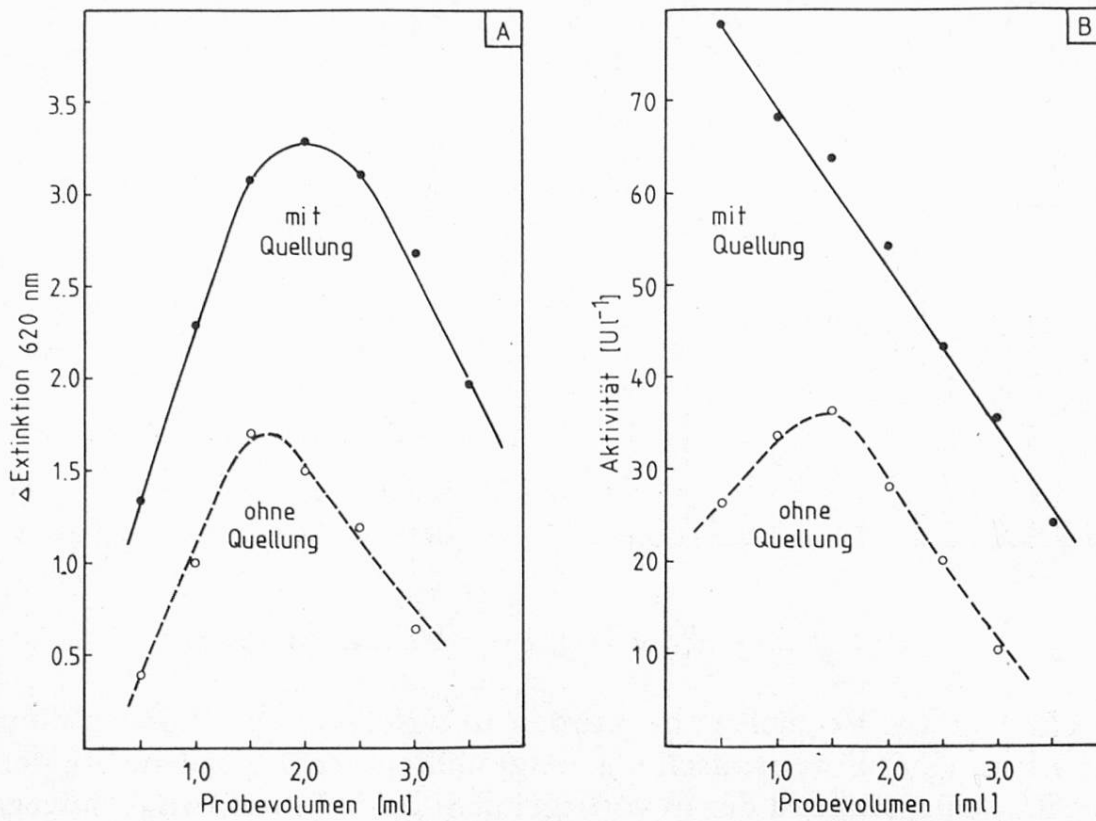 A
3.5
3.0
2.5
2.0
1.5
1.0
0.5
Δ Extinktion 620 nm
mit
Quellung
ohne
Quellung
1,0 2,0 3,0
Probevolumen [ml]
B
70
60
50
40
30
20
10
Aktivität [U l⁻¹]
mit
Quellung
ohne
Quellung
1,0 2,0 3,0
Probevolumen [ml]